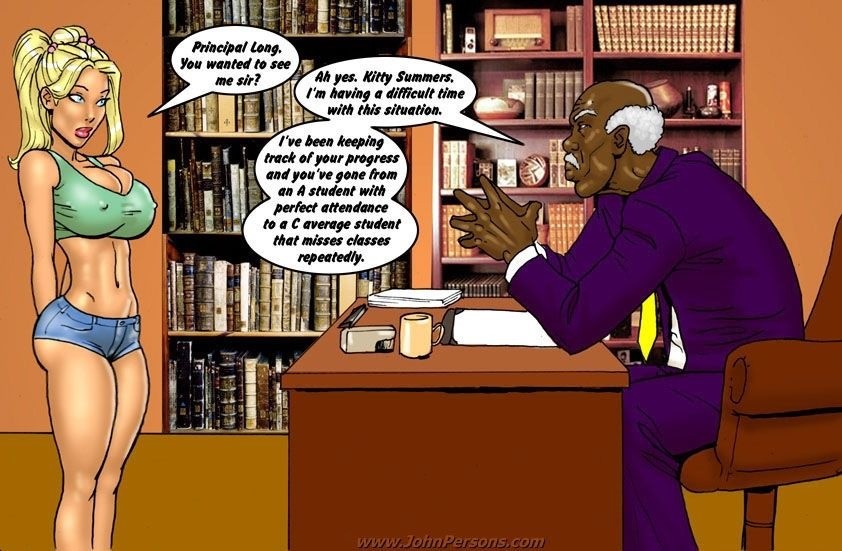 Principal Long.
You wanted to see
me sir?
Ah yes. Kitty Summers.
I'm having a difficult time
with this situation.
I've been keeping
track of your progress
and you've gone from
an A student with
perfect attendance
to a C average student
that misses classes
repeatedly.
www.JohnPersons.com